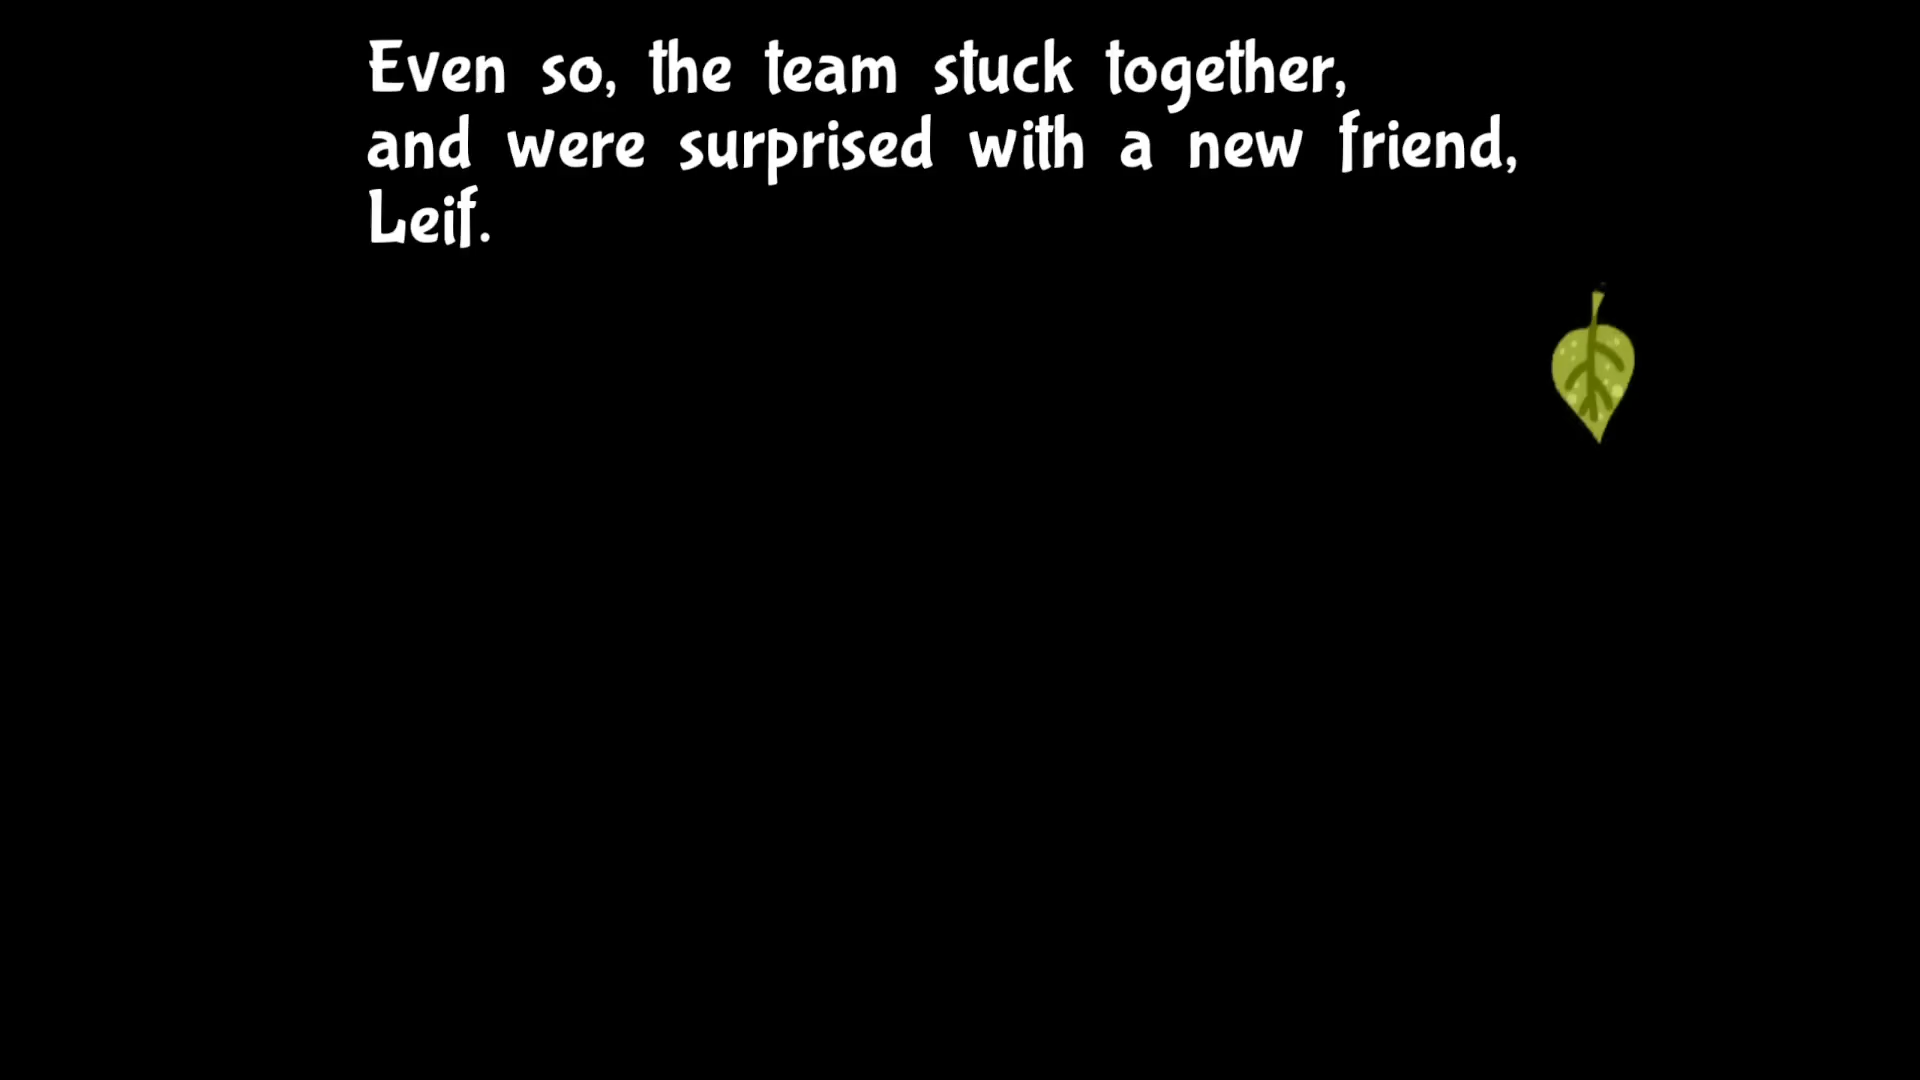 Even so, the team stuck together,
and were surprised with a new friend,
Leif.